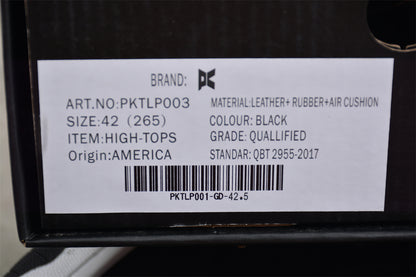 BRAND:
ART.NO:PKTLP003 MATERIAL:LEATHER+ RUBBER+AIR CUSHION
SIZE:42 (265) COLOUR: BLACK
ITEM:HIGH-TOPS GRADE: QUALLIFIED
Origin:AMERICA STANDAR: QBT 2955-2017
PKTLP001-GD-42.5